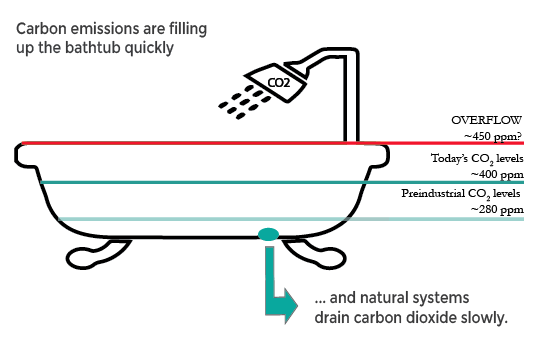 Carbon emissions are filling
up the bathtub quickly
CO2
OVERFLOW
~450 ppm?
Today's CO₂ levels
~400 ppm
Preindustrial CO₂ levels
~280 ppm
... and natural systems
drain carbon dioxide slowly.